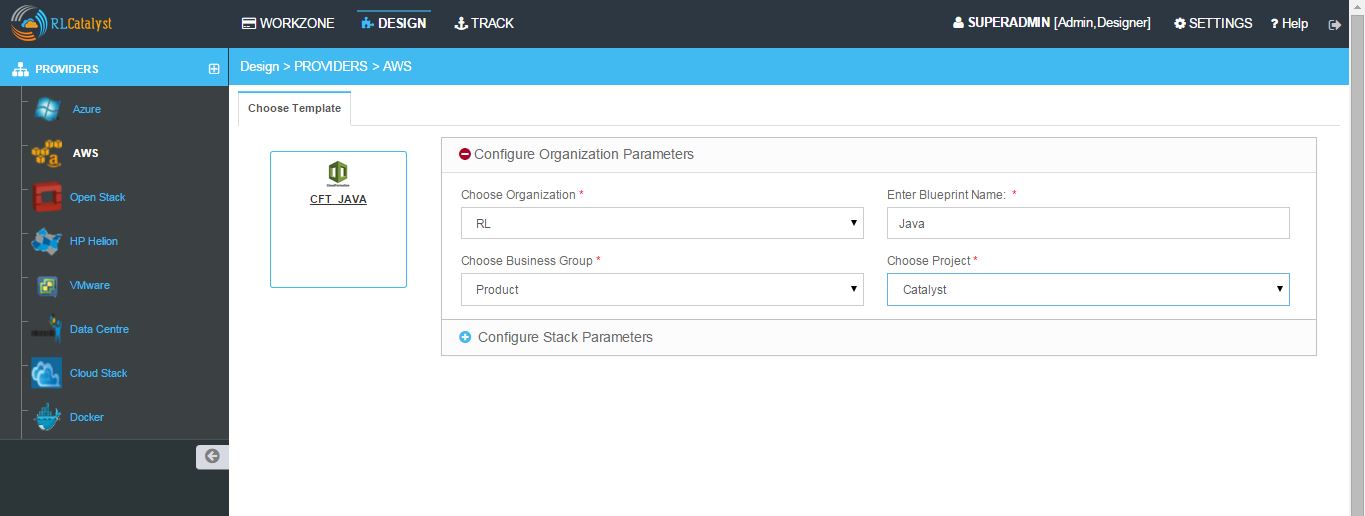 RLCatalyst
WORKZONE
DESIGN
TRACK
SUPERADMIN [Admin,Designer]
SETTINGS
? Help
PROVIDERS
Design > PROVIDERS > AWS
Azure
AWS
Open Stack
HP Helion
VMware
Data Centre
Cloud Stack
Docker
Choose Template
CloudFormation
CFT_JAVA
Configure Organization Parameters
Choose Organization *
RL
Enter Blueprint Name: *
Java
Choose Business Group *
Product
Choose Project *
Catalyst
Configure Stack Parameters